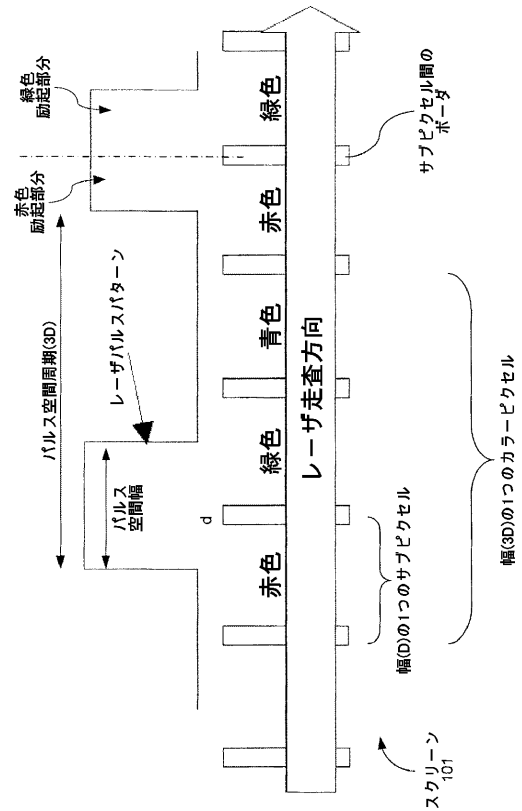 緑色
励起部分
赤色
励起部分
パルス空間周期(3D)
レーザパルスパターン
パルス
空間幅
d
赤色
緑色
青色
赤色
緑色
レーザ走査方向
サブピクセル間の
ボーダ
幅(D)の1つのサブピクセル
幅(3D)の1つのカラーピクセル
スクリーン
101